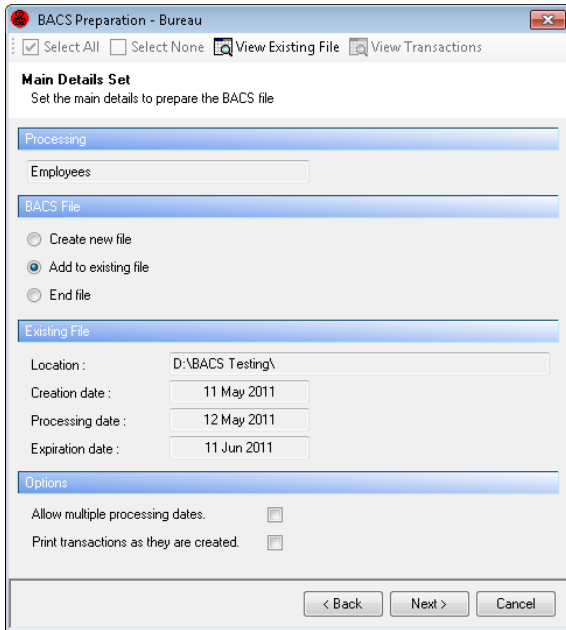 BACS Preparation - Bureau
Select All Select None View Existing File View Transactions
Main Details Set
Set the main details to prepare the BACS file
Processing
Employees
BACS File
Create new file
Add to existing file
End file
Existing File
Location : D:\BACS Testing\
Creation date : 11 May 2011
Processing date : 12 May 2011
Expiration date : 11 Jun 2011
Options
Allow multiple processing dates.
Print transactions as they are created.
< Back Next > Cancel